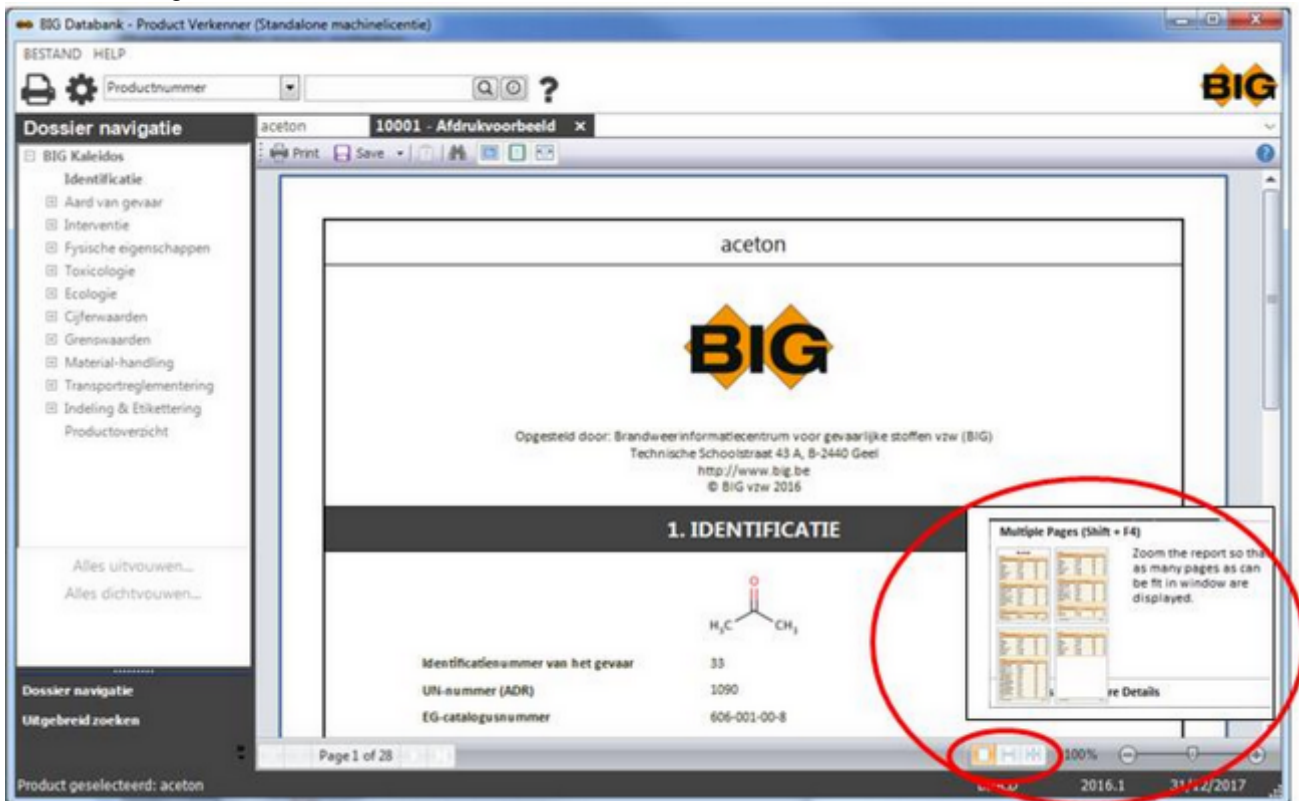 BIG Databank - Product Verkenner (Standalone machinelicentie)
BESTAND HELP
Productnummer
?
BIG
Dossier navigatie
aceton
10001 - Afdrukvoorbeeld ×
BIG Kaleidos
Print Save
Identificatie
Aard van gevaar
Interventie
Fysische eigenschappen
Toxicologie
Ecologie
Cijferwaarden
Grenswaarden
Material-handling
Transportreglementering
Indeling & Etikettering
Productoverzicht
Alles uitvouwen...
Alles dichtvouwen...
Dossier navigatie
Uitgebreid zoeken
aceton
BIG
Opgesteld door: Brandweerinformatiecentrum voor gevaarlijke stoffen vzw (BIG)
Technische Schoolstraat 43 A, B-2440 Geel
http://www.big.be
© BIG vzw 2016
1. IDENTIFICATIE
O
H₃C CH₃
Identificatienummer van het gevaar 33
UN-nummer (ADR) 1090
EG-catalogusnummer 606-001-00-8
Multiple Pages (Shift + F4)
Zoom the report so tha
as many pages as can
be fit in window are
displayed.
re Details
Page 1 of 28
100%
Product geselecteerd: aceton
2016.1
31/12/2017